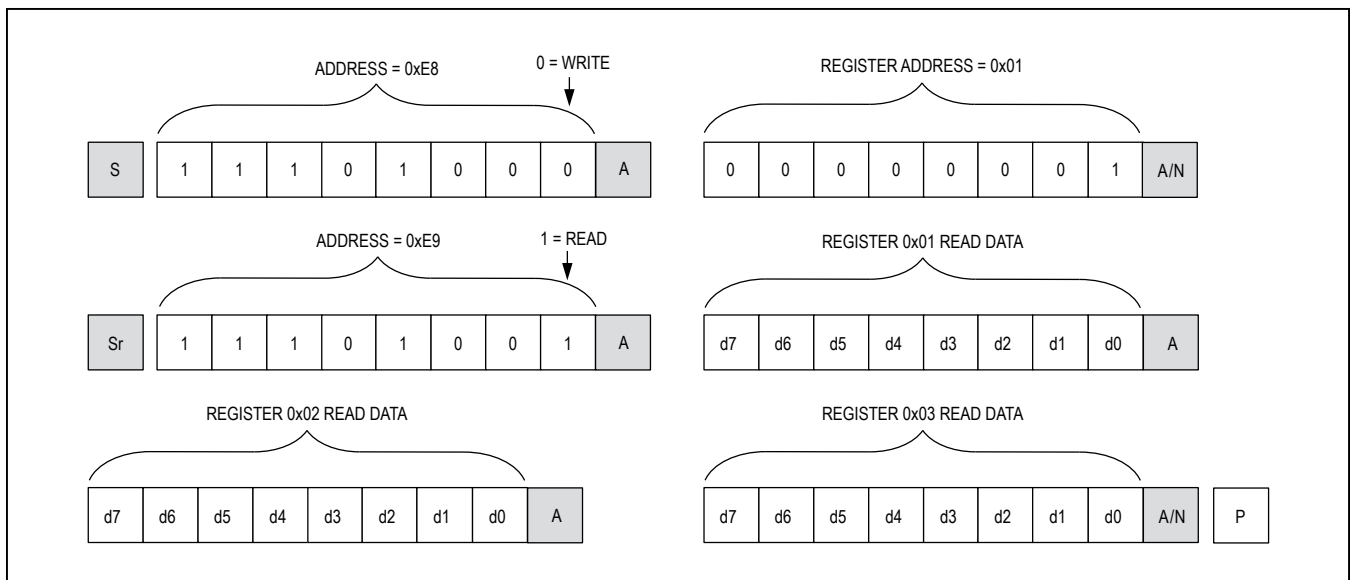 ADDRESS = 0xE8 0 = WRITE REGISTER ADDRESS = 0x01
S 1 1 1 0 1 0 0 0 A 0 0 0 0 0 0 0 1 A/N
ADDRESS = 0xE9 1 = READ REGISTER 0x01 READ DATA
Sr 1 1 1 0 1 0 0 1 A d7 d6 d5 d4 d3 d2 d1 d0 A
REGISTER 0x02 READ DATA REGISTER 0x03 READ DATA
d7 d6 d5 d4 d3 d2 d1 d0 A d7 d6 d5 d4 d3 d2 d1 d0 A/N P